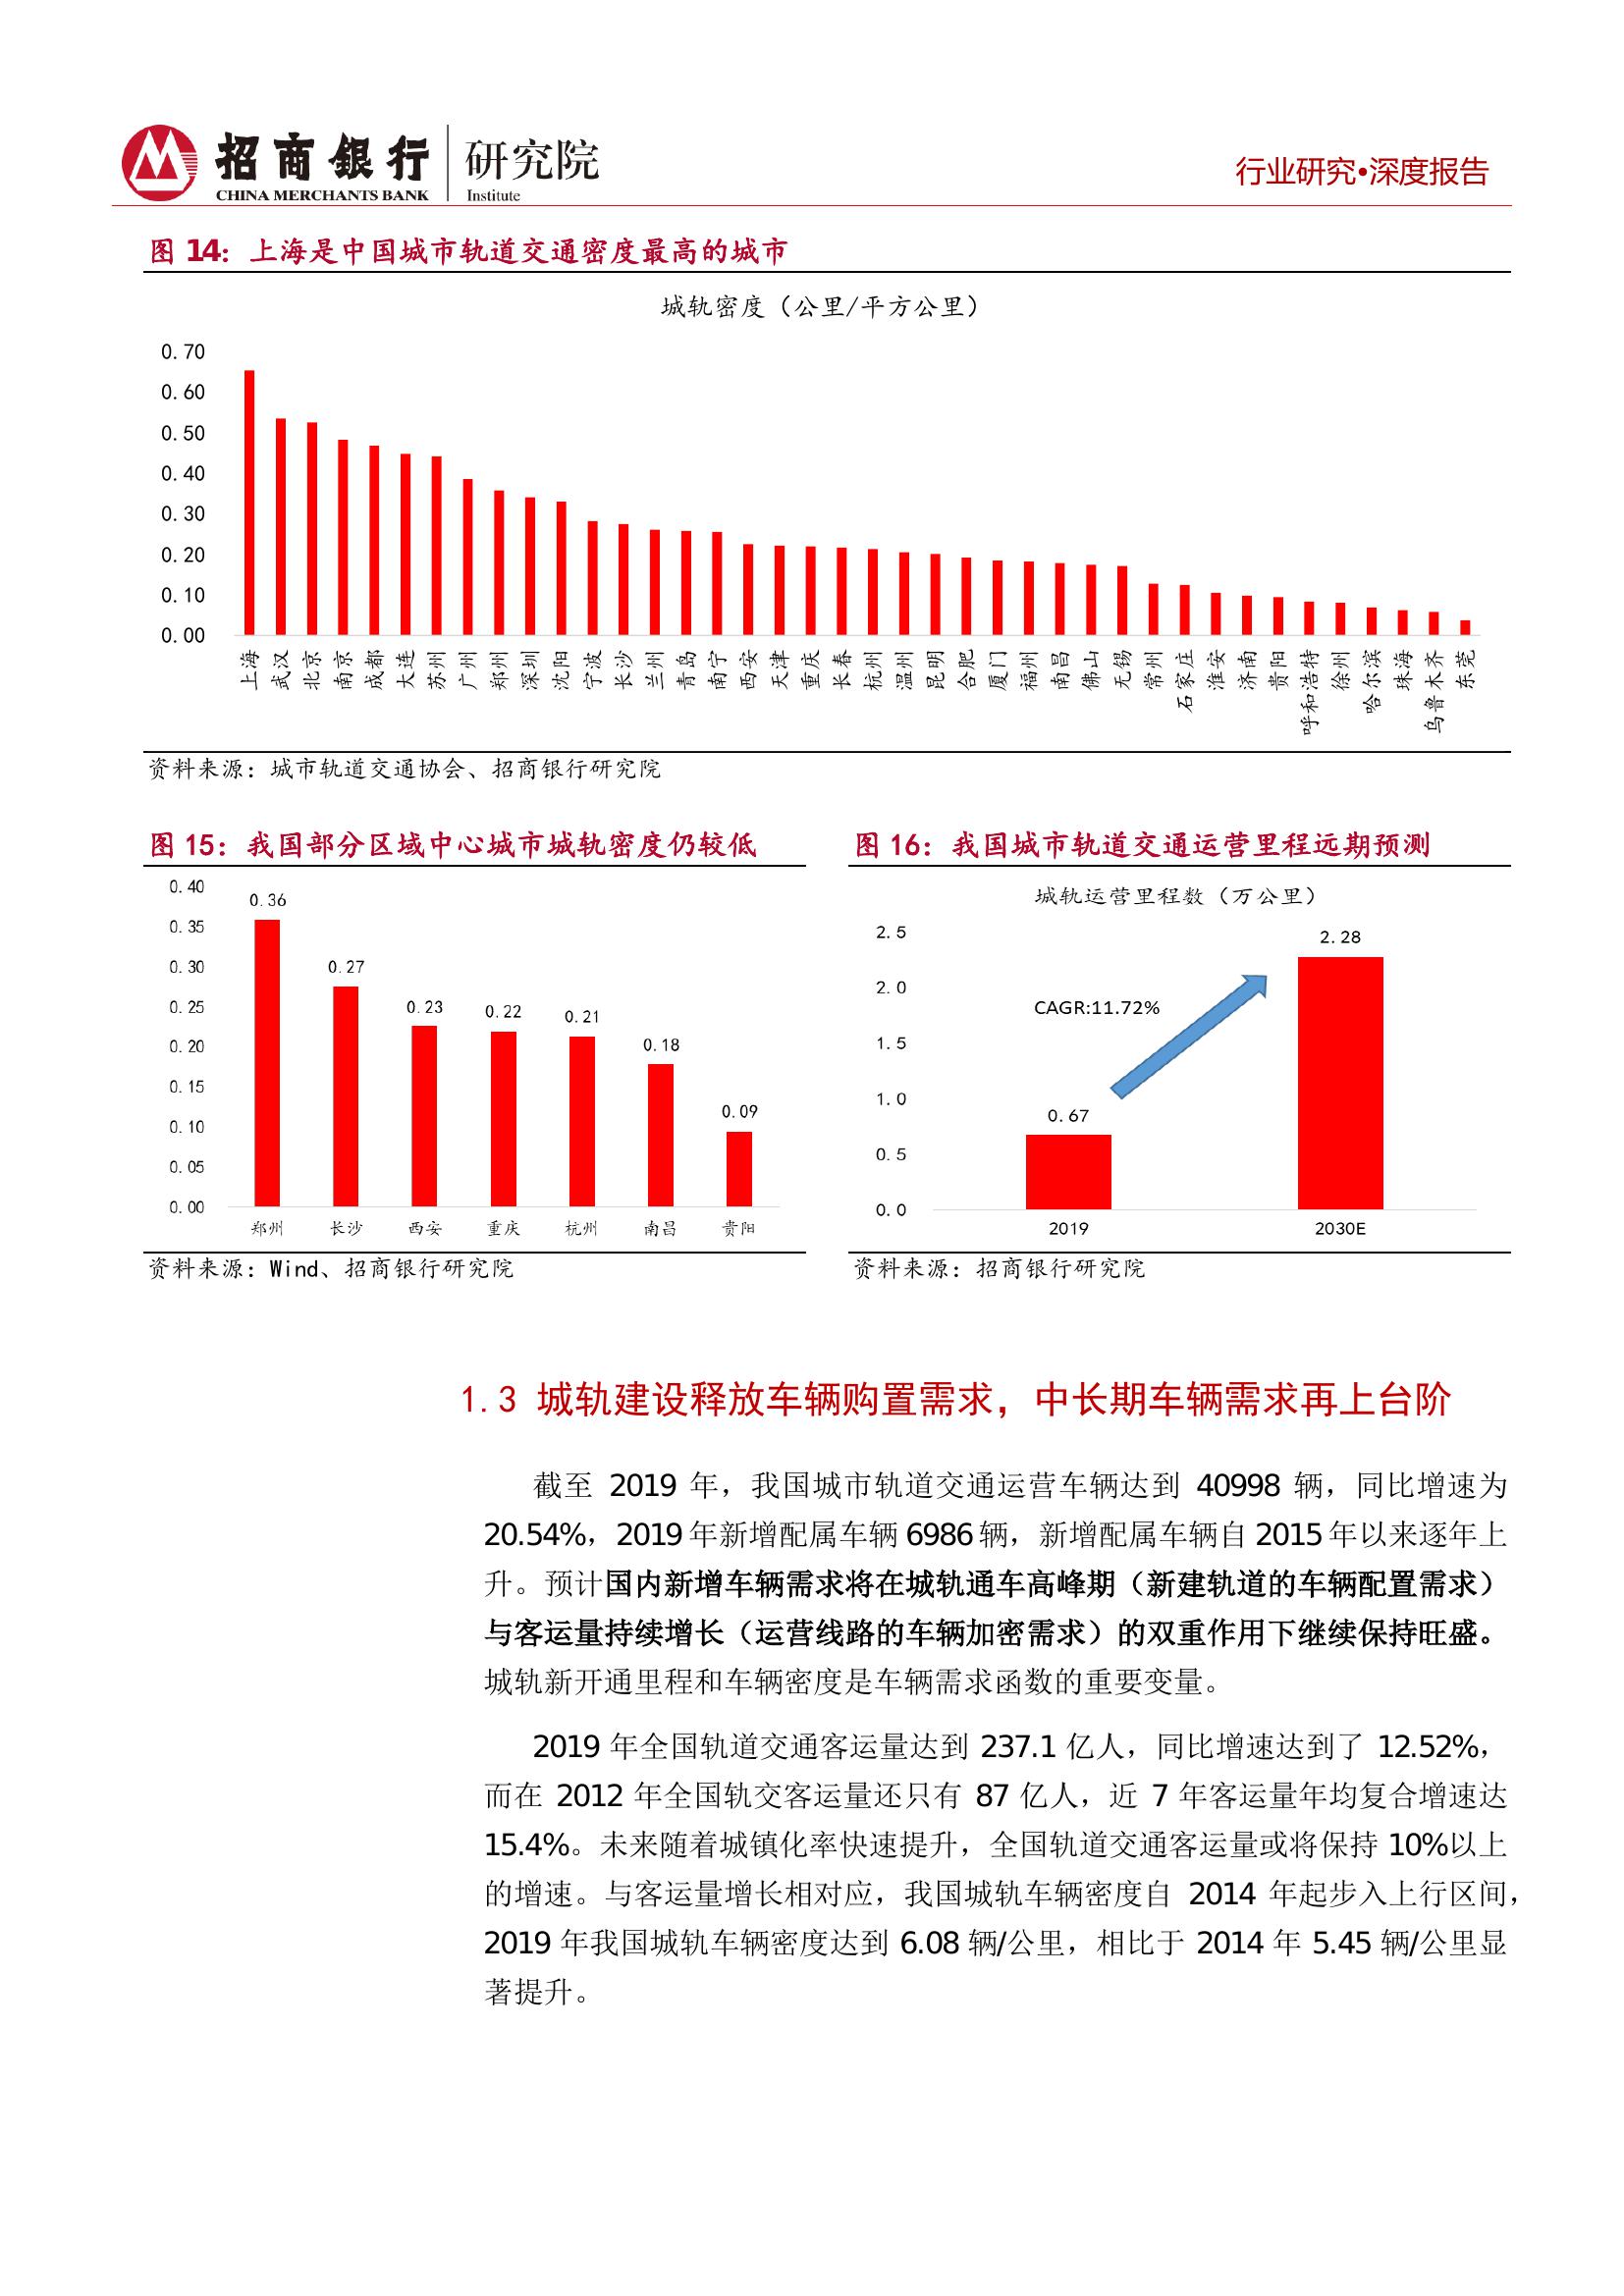 招商银行 研究院
CHINA MERCHANTS BANK Institute
行业研究•深度报告
图 14：上海是中国城市轨道交通密度最高的城市
城轨密度（公里/平方公里）
0.70
0.60
0.50
0.40
0.30
0.20
0.10
0.00
上海 武汉 北京 南京 成都 大连 苏州 广州 郑州 深圳 沈阳 宁波 长沙 兰州 青岛 南宁 西安 天津 重庆 长春 杭州 温州 昆明 合肥 厦门 福州 南昌 佛山 无锡 常州 石家庄 淮安 济南 贵阳 呼和浩特 徐州 哈尔滨 珠海 乌鲁木齐 东莞
资料来源：城市轨道交通协会、招商银行研究院
图 15：我国部分区域中心城市城轨密度仍较低
0.40
0.35
0.30
0.25
0.20
0.15
0.10
0.05
0.00
0.36
0.27
0.23
0.22
0.21
0.18
0.09
郑州 长沙 西安 重庆 杭州 南昌 贵阳
资料来源：Wind、招商银行研究院
图 16：我国城市轨道交通运营里程远期预测
城轨运营里程数（万公里）
2.5
2.0
1.5
1.0
0.5
0.0
CAGR:11.72%
0.67
2.28
2019 2030E
资料来源：招商银行研究院
1.3 城轨建设释放车辆购置需求，中长期车辆需求再上台阶
截至 2019 年，我国城市轨道交通运营车辆达到 40998 辆，同比增速为
20.54%，2019 年新增配属车辆 6986 辆，新增配属车辆自 2015 年以来逐年上
升。预计国内新增车辆需求将在城轨通车高峰期（新建轨道的车辆配置需求）
与客运量持续增长（运营线路的车辆加密需求）的双重作用下继续保持旺盛。
城轨新开通里程和车辆密度是车辆需求函数的重要变量。
2019 年全国轨道交通客运量达到 237.1 亿人，同比增速达到了 12.52%，
而在 2012 年全国轨交客运量还只有 87 亿人，近 7 年客运量年均复合增速达
15.4%。未来随着城镇化率快速提升，全国轨道交通客运量或将保持 10%以上
的增速。与客运量增长相对应，我国城轨车辆密度自 2014 年起步入上行区间，
2019 年我国城轨车辆密度达到 6.08 辆/公里，相比于 2014 年 5.45 辆/公里显
著提升。